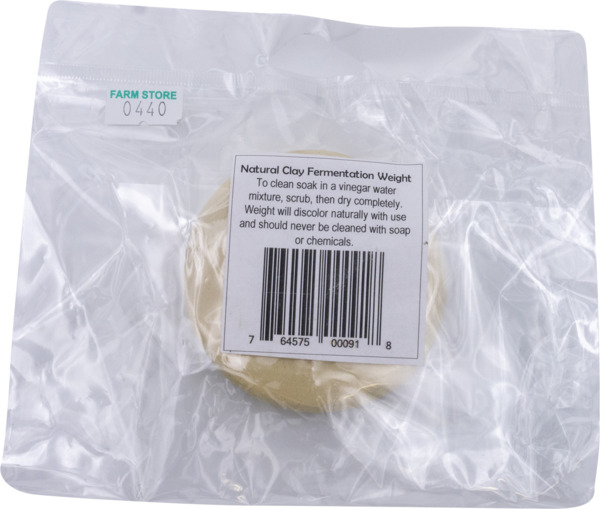 FARM STORE
0440
Natural Clay Fermentation Weight
To clean soak in a vinegar water
mixture, scrub, then dry completely.
Weight will discolor naturally with use
and should never be cleaned with soap
or chemicals.
7 64575 00091 8